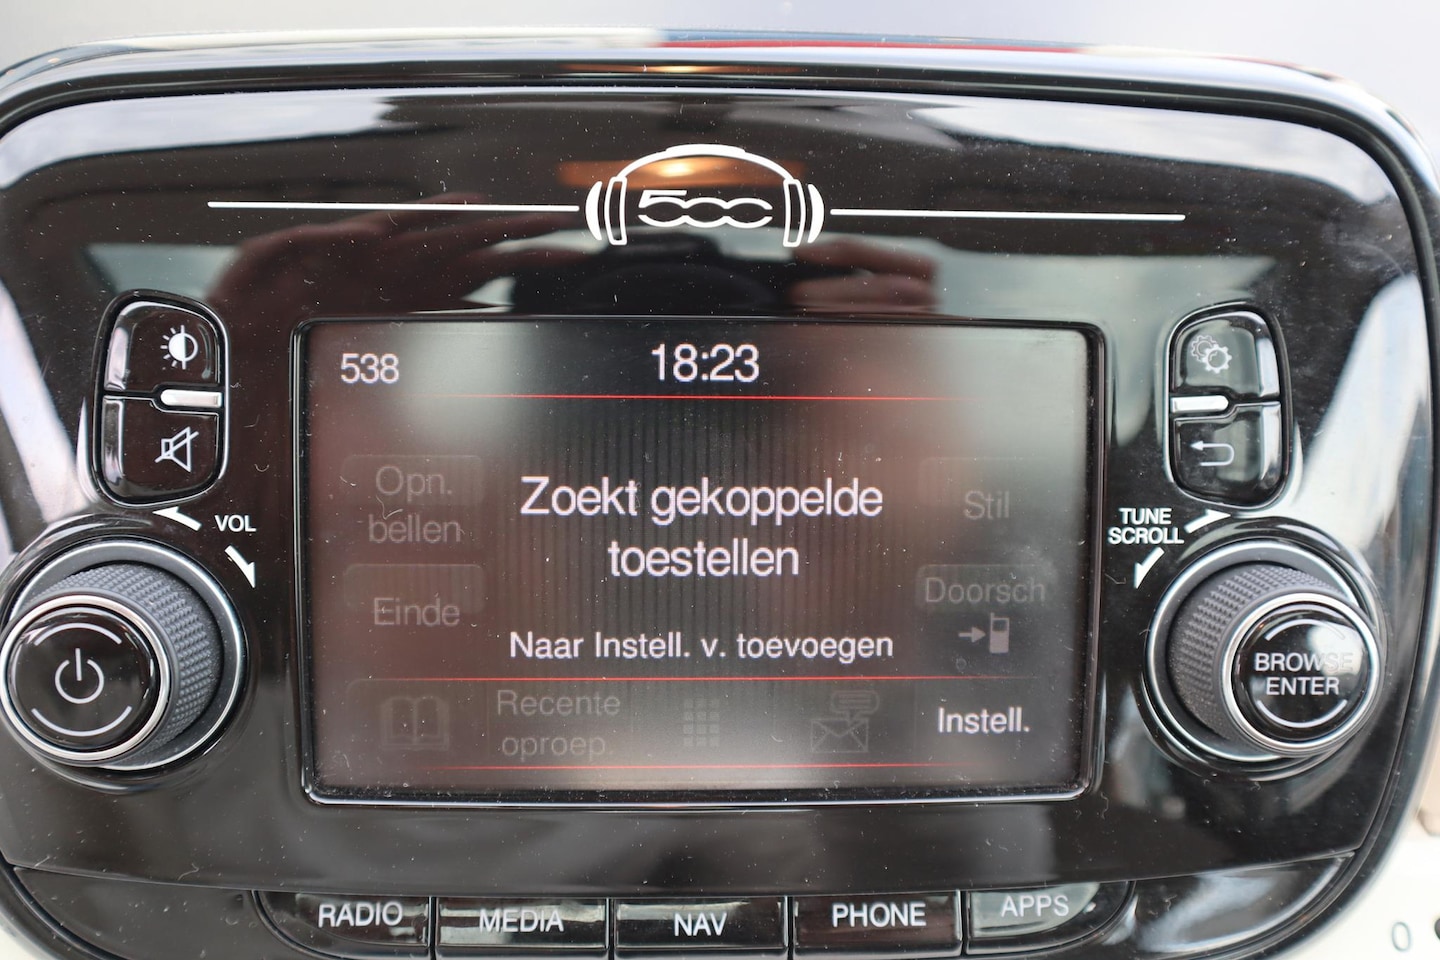 500
538
18:23
Opn.
bellen
Zoekt gekoppelde
toestellen
Stil
Einde
Doorsch
Naar Instell. v. toevoegen
Recente
oproep.
Instell.
VOL
TUNE
SCROLL
BROWSE
ENTER
RADIO
MEDIA
NAV
PHONE
APPS
0